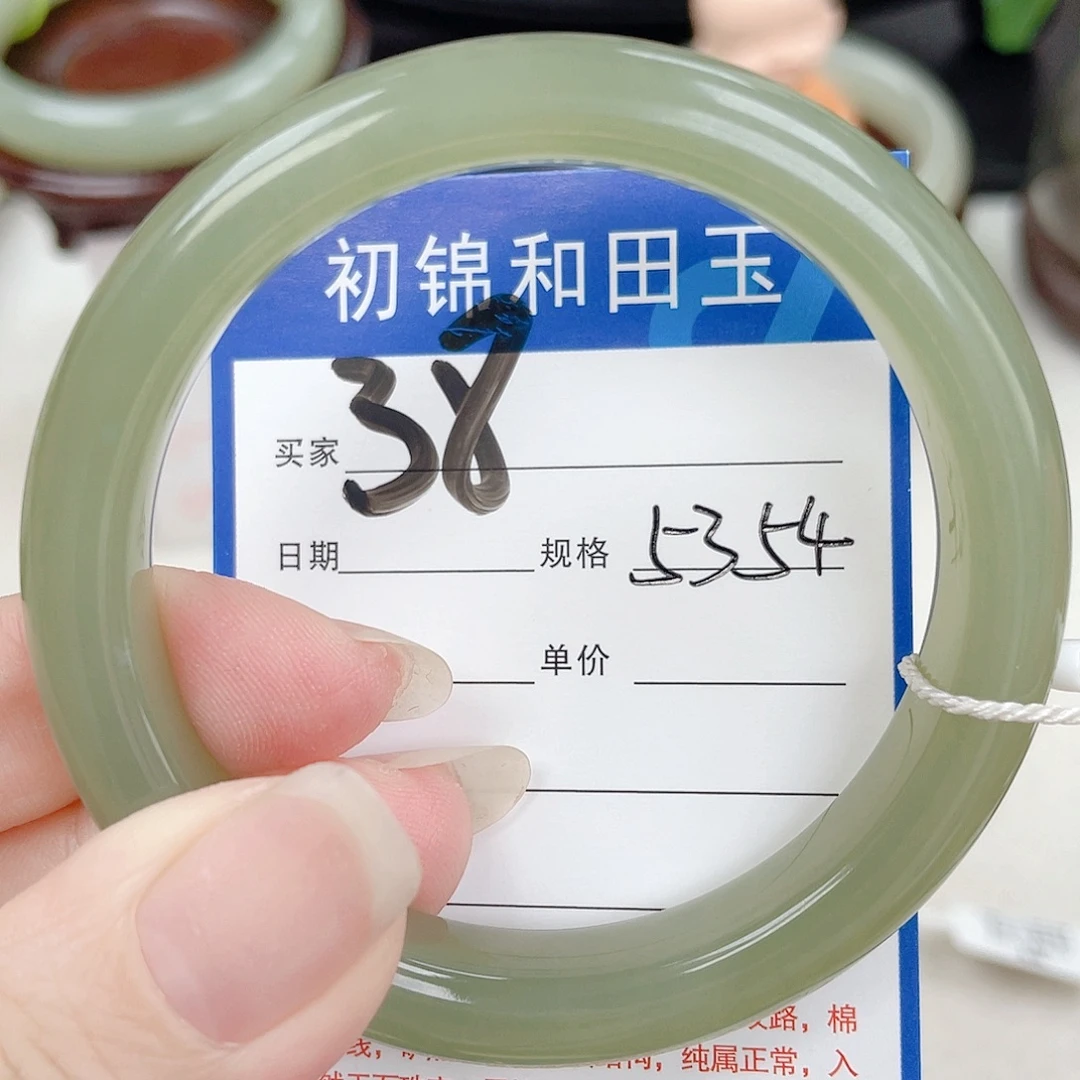 初锦和田玉
38
买家
日期 规格 5354
单价
路，棉
线， 纯属正常，入